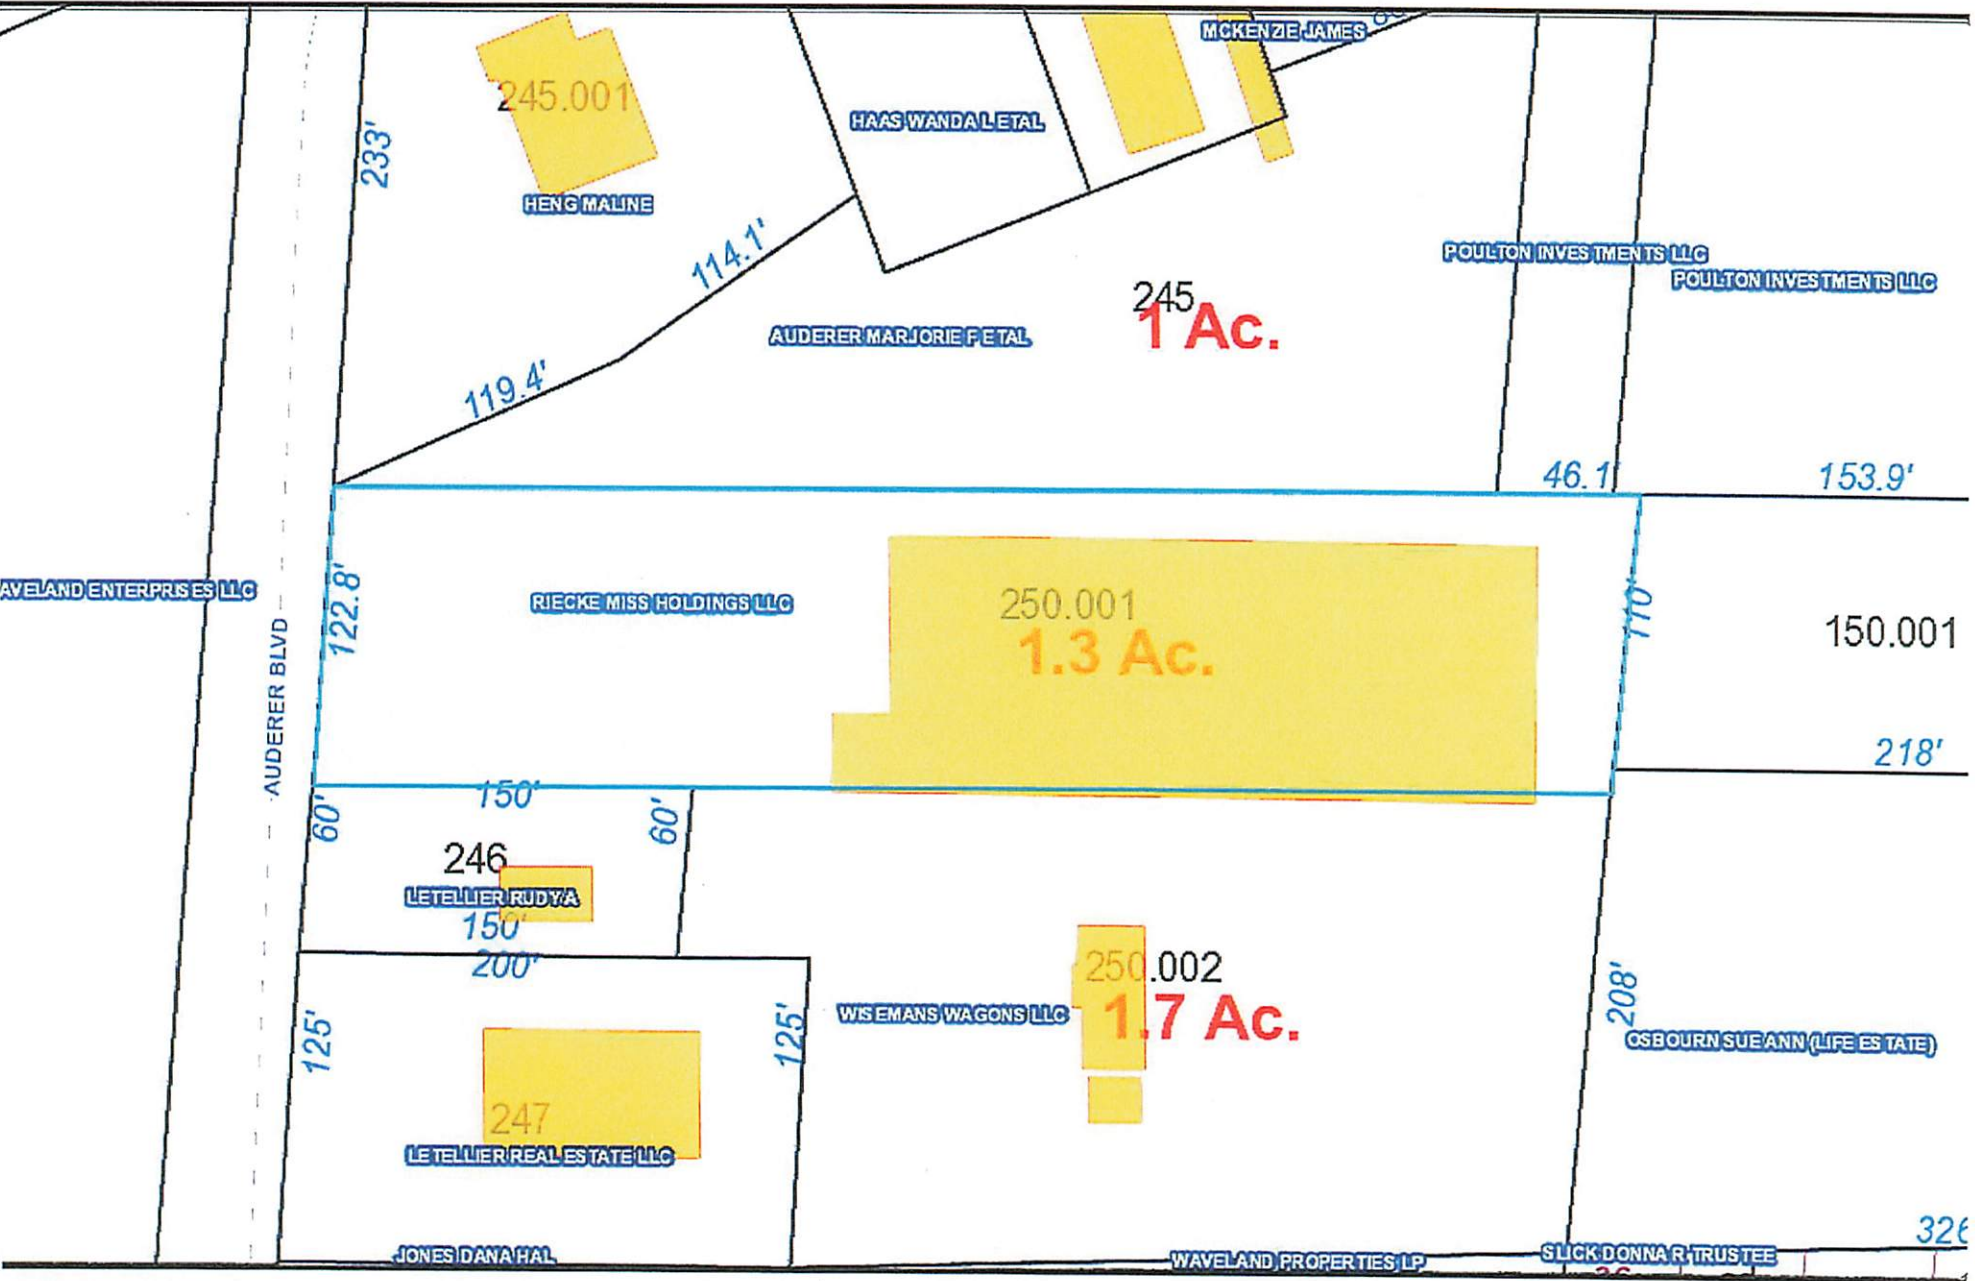 MCKENZIE JAMES
245.001
233'
HAAS WANDA L ETAL
HENG MALINE
114.1'
POULTON INVESTMENTS LLC
POULTON INVESTMENTS LLC
245
1 Ac.
AUDERER MARJORIE F ETAL
119.4'
46.1'
153.9'
AVELAND ENTERPRISES LLC
122.8'
RIECKE MISS HOLDINGS LLC
250.001
1.3 Ac.
110'
150.001
AUDERER BLVD
218'
150'
60'
60'
246
LETELLIER RUDY A
150'
200'
250.002
1.7 Ac.
WISEMANS WAGONS LLC
208'
125'
125'
OSBOURN SUE ANN (LIFE ESTATE)
247
LETELLIER REAL ESTATE LLC
326
JONES DANA HAL
WAVELAND PROPERTIES LP
SLICK DONNA R TRUSTEE